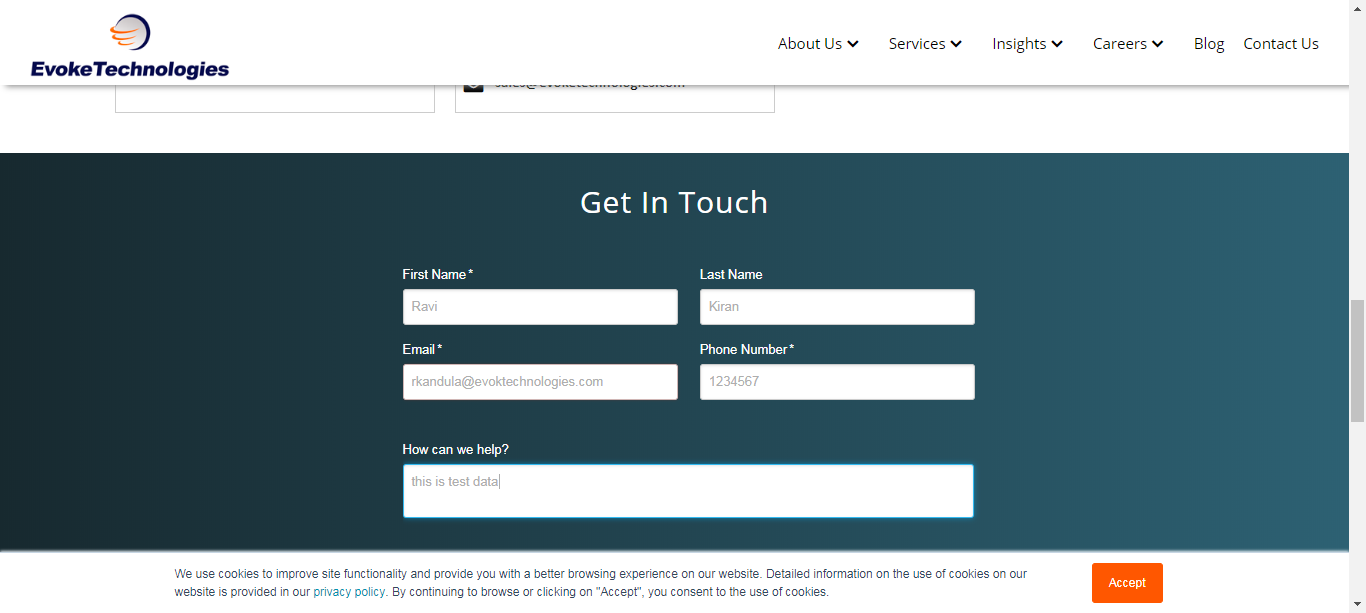 EvokeTechnologies
About Us Services Insights Careers Blog Contact Us
sales@evoketechnologies.com
Get In Touch
First Name* Last Name
Ravi Kiran
Email* Phone Number*
rkandula@evoktechnologies.com 1234567
How can we help?
this is test data
We use cookies to improve site functionality and provide you with a better browsing experience on our website. Detailed information on the use of cookies on our
website is provided in our privacy policy. By continuing to browse or clicking on "Accept", you consent to the use of cookies.
Accept